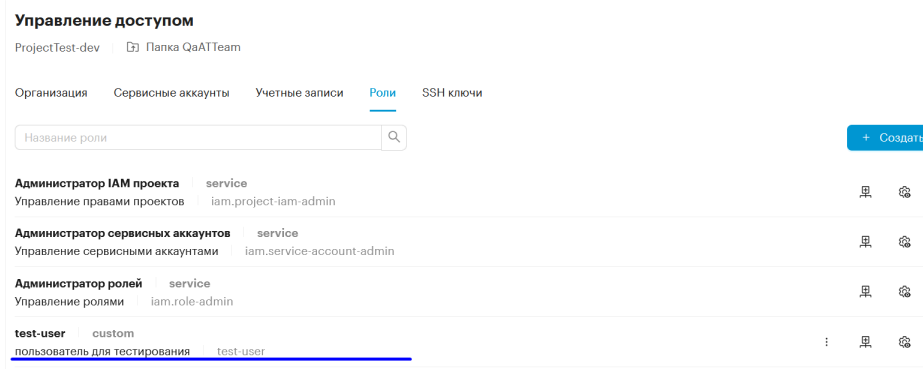 Управление доступом
ProjectTest-dev Папка QaATTeam
Организация Сервисные аккаунты Учетные записи Роли SSH ключи
Название роли + Создать
Администратор IAM проекта service
Управление правами проектов iam.project-iam-admin
Администратор сервисных аккаунтов service
Управление сервисными аккаунтами iam.service-account-admin
Администратор ролей service
Управление ролями iam.role-admin
test-user custom
пользователь для тестирования test-user